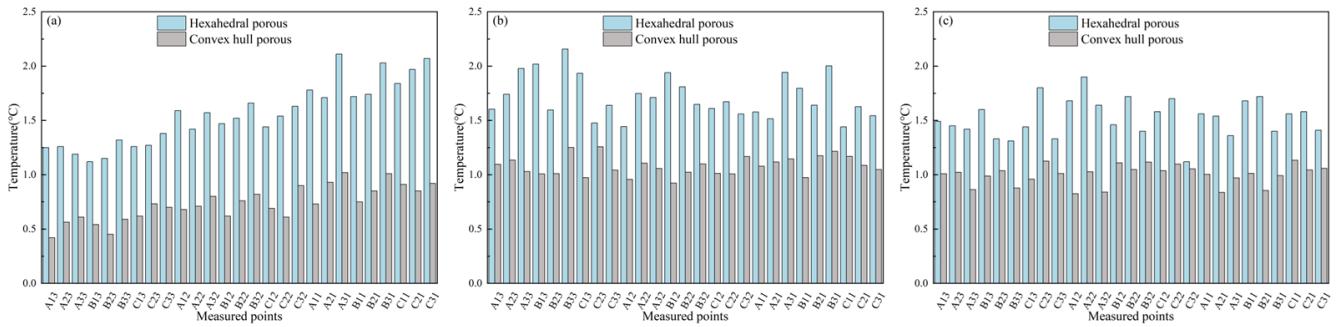 (a)
Hexahedral porous
Convex hull porous
Temperature(℃)
2.5
2.0
1.5
1.0
0.5
0.0
A13 A23 A33 B13 B23 B33 C13 C23 C33 A12 A22 A32 B12 B22 B32 C12 C22 C32 A11 A21 A31 B11 B21 B31 C11 C21 C31
Measured points
(b)
Hexahedral porous
Convex hull porous
Temperature(℃)
2.5
2.0
1.5
1.0
0.5
0.0
A13 A23 A33 B13 B23 B33 C13 C23 C33 A12 A22 A32 B12 B22 B32 C12 C22 C32 A11 A21 A31 B11 B21 B31 C11 C21 C31
Measured points
(c)
Hexahedral porous
Convex hull porous
Temperature(℃)
2.5
2.0
1.5
1.0
0.5
0.0
A13 A23 A33 B13 B23 B33 C13 C23 C33 A12 A22 A32 B12 B22 B32 C12 C22 C32 A11 A21 A31 B11 B21 B31 C11 C21 C31
Measured points